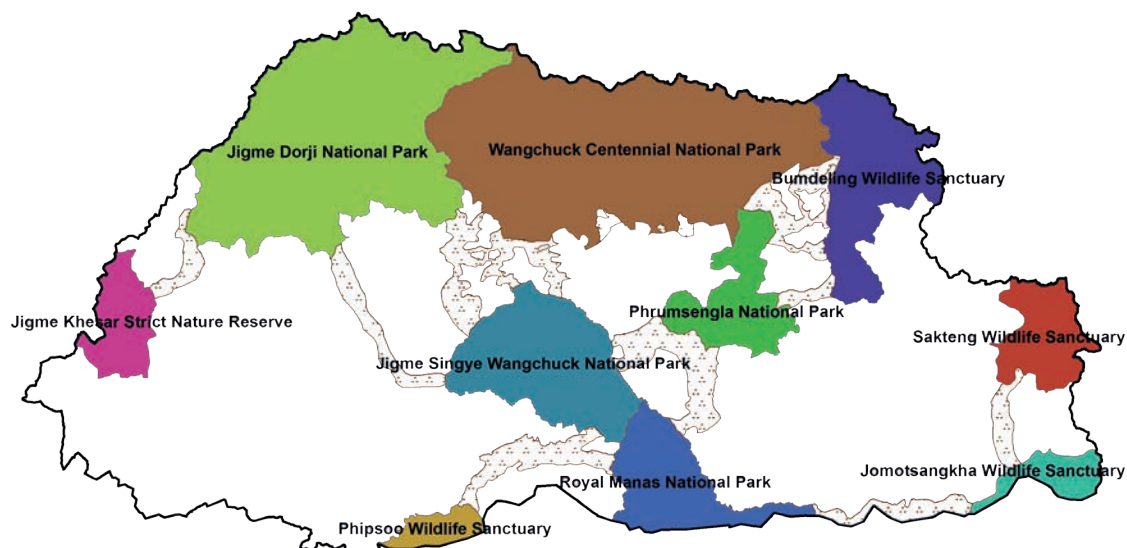 Jigme Dorji National Park
Wangchuck Centennial National Park
Bumdeling Wildlife Sanctuary
Phrumsengla National Park
Jigme Khesar Strict Nature Reserve
Sakteng Wildlife Sanctuary
Jigme Singye Wangchuck National Park
Jomotsangkha Wildlife Sanctuary
Royal Manas National Park
Phipsoo Wildlife Sanctuary